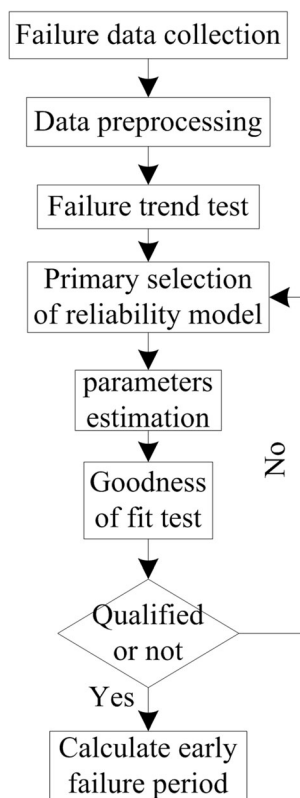 Failure data collection
Data preprocessing
Failure trend test
Primary selection
of reliability model
parameters
estimation
Goodness
of fit test
No
Qualified
or not
Yes
Calculate early
failure period